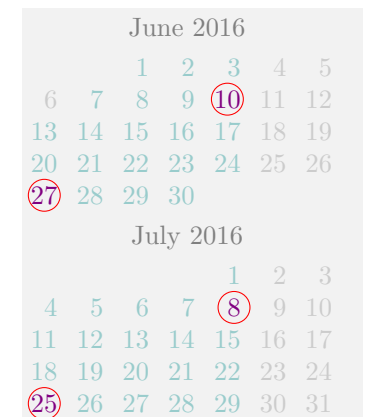 June 2016
1 2 3 4 5
6 7 8 9 10 11 12
13 14 15 16 17 18 19
20 21 22 23 24 25 26
27 28 29 30
July 2016
1 2 3
4 5 6 7 8 9 10
11 12 13 14 15 16 17
18 19 20 21 22 23 24
25 26 27 28 29 30 31